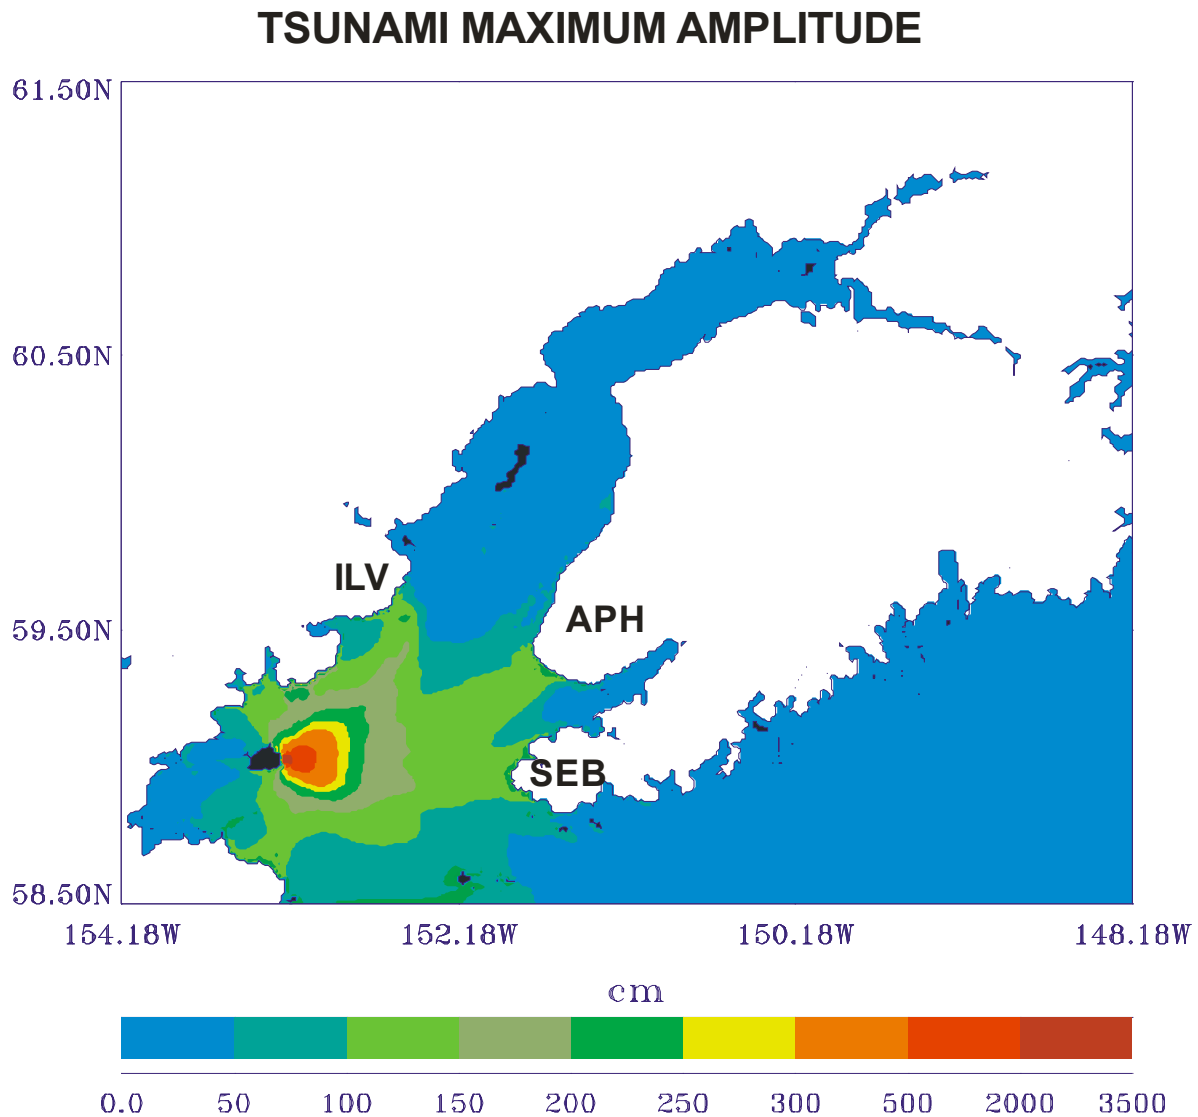 TSUNAMI MAXIMUM AMPLITUDE
61.50N
60.50N
ILV
APH
59.50N
SEB
58.50N
154.18W 152.18W 150.18W 148.18W
cm
0.0 50 100 150 200 250 300 500 2000 3500